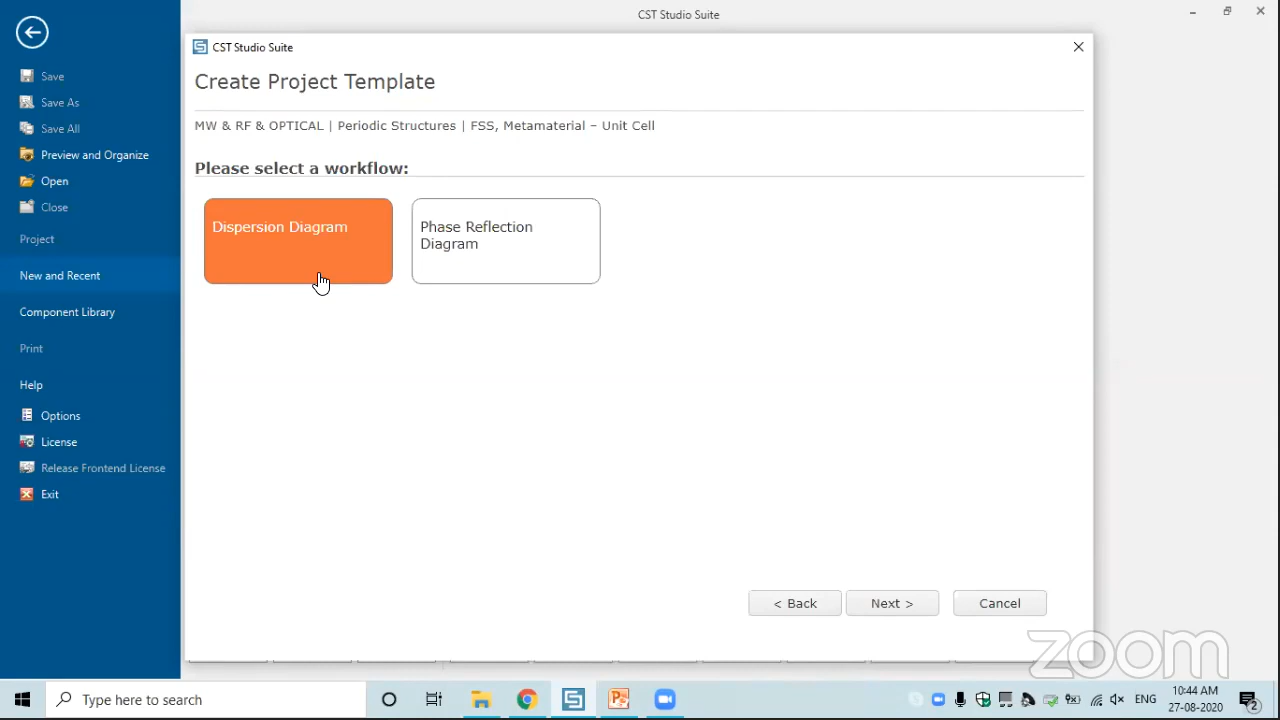 CST Studio Suite
CST Studio Suite
Create Project Template
MW & RF & OPTICAL | Periodic Structures | FSS, Metamaterial – Unit Cell
Please select a workflow:
Dispersion Diagram
Phase Reflection
Diagram
Save
Save As
Save All
Preview and Organize
Open
Close
Project
New and Recent
Component Library
Print
Help
Options
License
Release Frontend License
Exit
< Back
Next >
Cancel
zoom
Type here to search
ENG
10:44 AM
27-08-2020
2